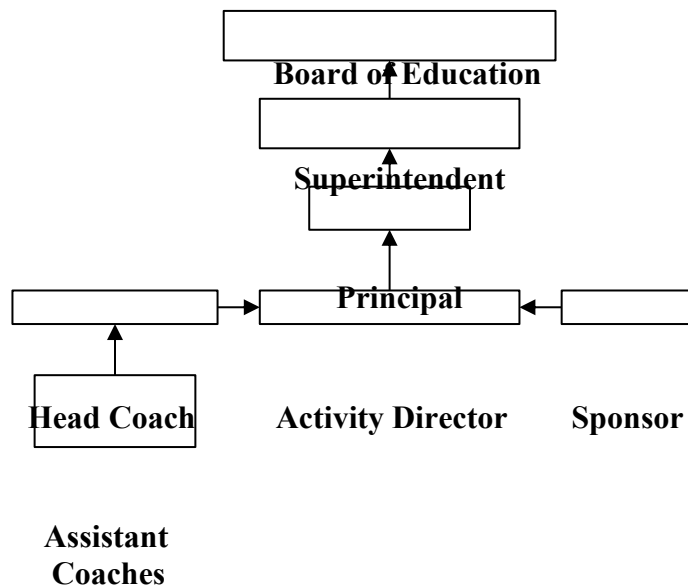 Board of Education
Superintendent
Principal
Head Coach Activity Director Sponsor
Assistant
Coaches